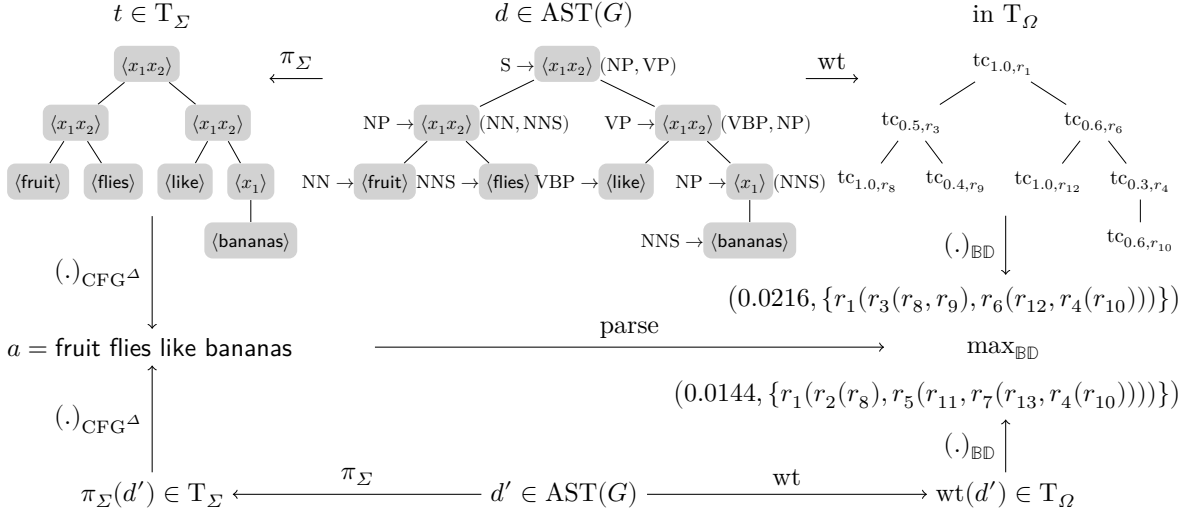 t ∈ T_Σ d ∈ AST(G) in T_Ω
⟨x₁x₂⟩ π_Σ S → ⟨x₁x₂⟩ (NP, VP) wt tc_{1.0,r₁}
⟨x₁x₂⟩ ⟨x₁x₂⟩ NP → ⟨x₁x₂⟩ (NN, NNS) VP → ⟨x₁x₂⟩ (VBP, NP) tc_{0.5,r₃} tc_{0.6,r₆}
⟨fruit⟩ ⟨flies⟩ ⟨like⟩ ⟨x₁⟩ NN → ⟨fruit⟩ NNS → ⟨flies⟩ VBP → ⟨like⟩ NP → ⟨x₁⟩ (NNS) tc_{1.0,r₈} tc_{0.4,r₉} tc_{1.0,r₁₂} tc_{0.3,r₄}
⟨bananas⟩ NNS → ⟨bananas⟩ tc_{0.6,r₁₀}
(.)_{CFG^Δ} (.)_{𝔹𝔻}
(0.0216, {r₁(r₃(r₈, r₉), r₆(r₁₂, r₄(r₁₀)))})
a = fruit flies like bananas parse max_{𝔹𝔻}
(0.0144, {r₁(r₂(r₈), r₅(r₁₁, r₇(r₁₃, r₄(r₁₀))))})
(.)_{CFG^Δ} (.)_{𝔹𝔻}
π_Σ(d′) ∈ T_Σ π_Σ d′ ∈ AST(G) wt wt(d′) ∈ T_Ω